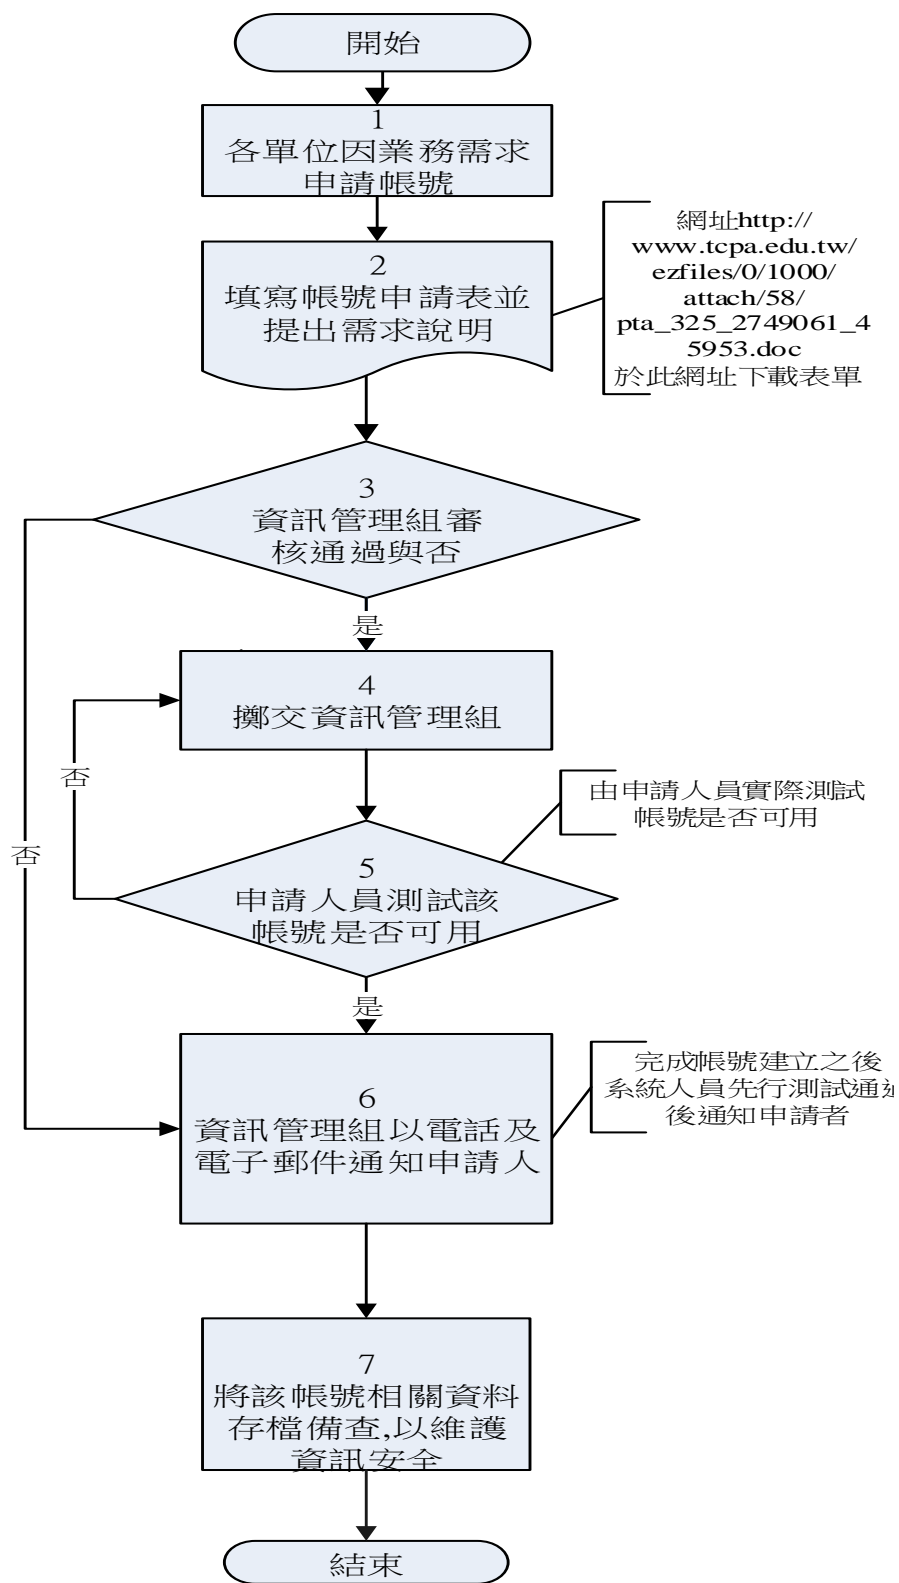 開始
1
各單位因業務需求
申請帳號
2
填寫帳號申請表並
提出需求說明
網址http://
www.tcpa.edu.tw/
ezfiles/0/1000/
attach/58/
pta_325_2749061_4
5953.doc
於此網址下載表單
3
資訊管理組審
核通過與否
是
4
擲交資訊管理組
否
由申請人員實際測試
帳號是否可用
否
5
申請人員測試該
帳號是否可用
是
6
資訊管理組以電話及
電子郵件通知申請人
完成帳號建立之後
系統人員先行測試通過
後通知申請者
7
將該帳號相關資料
存檔備查,以維護
資訊安全
結束